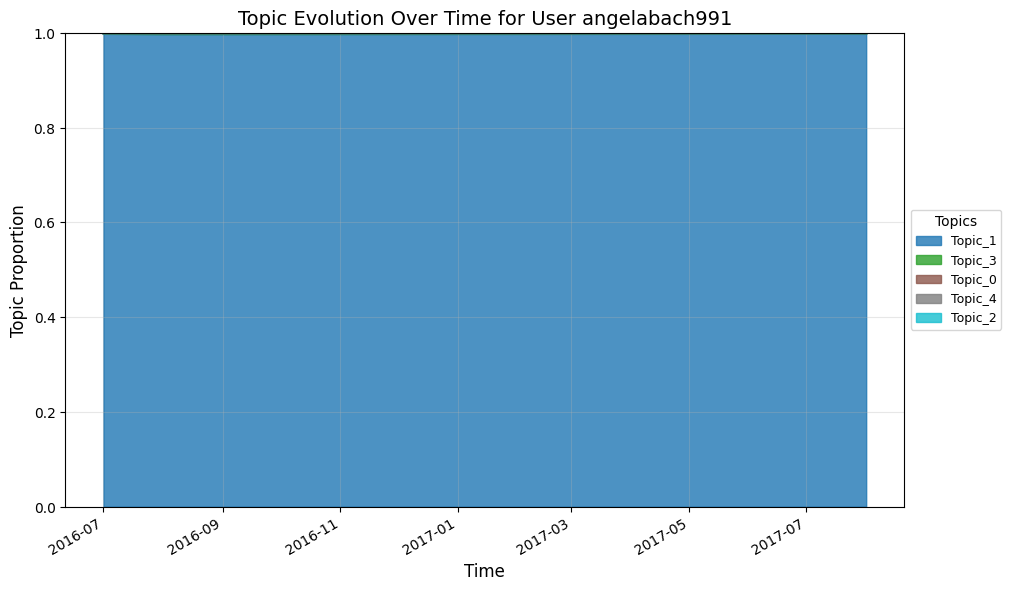 Topic Evolution Over Time for User angelabach991
Topic Proportion
1.0
0.8
0.6
0.4
0.2
0.0
2016-07
2016-09
2016-11
2017-01
2017-03
2017-05
2017-07
Time
Topics
Topic_1
Topic_3
Topic_0
Topic_4
Topic_2